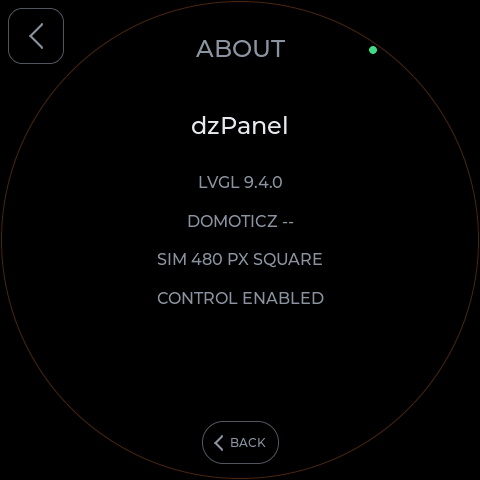 ABOUT
dzPanel
LVGL 9.4.0
DOMOTICZ --
SIM 480 PX SQUARE
CONTROL ENABLED
BACK